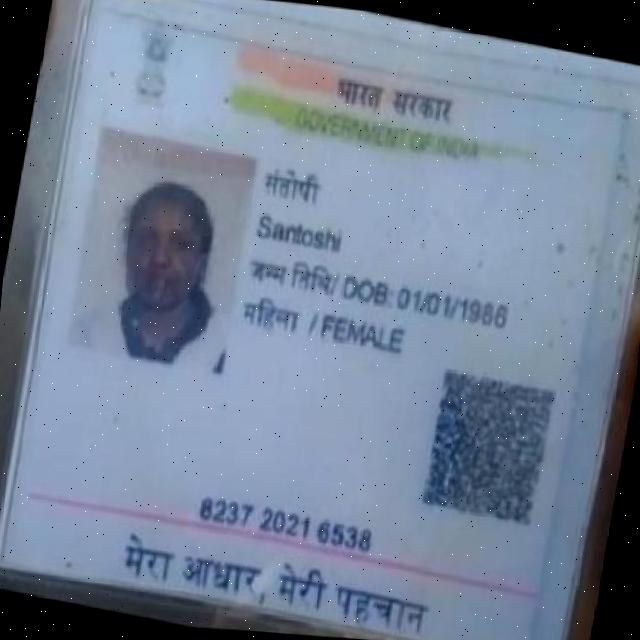 भारत सरकार
GOVERNMENT OF INDIA
संतोषी
Santoshi
जन्म तिथि/ DOB: 01/01/1986
महिला / FEMALE
8237 2021 6538
मेरा आधार, मेरी पहचान